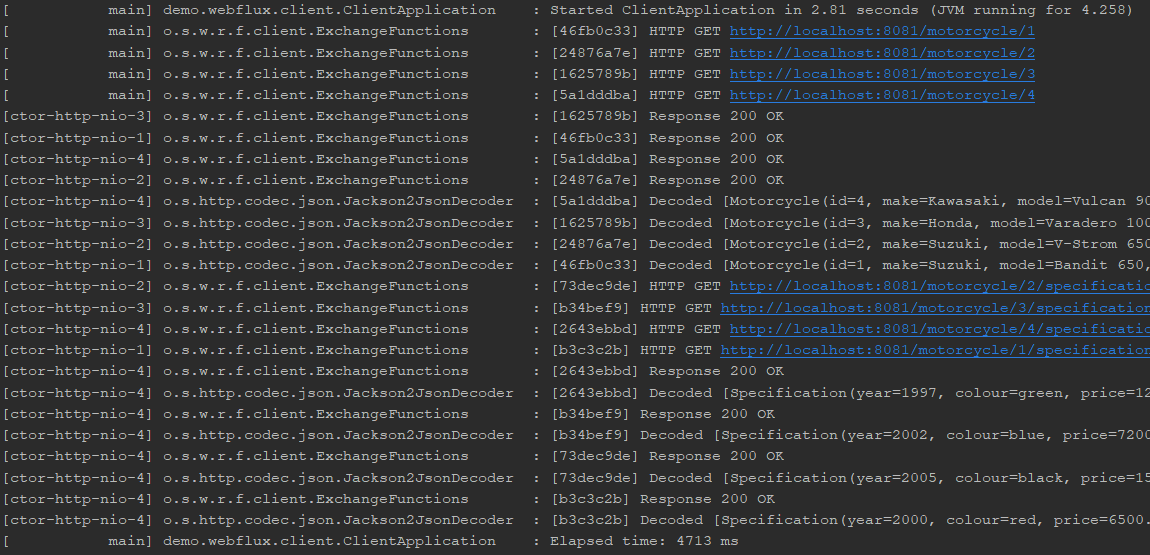 [           main] demo.webflux.client.ClientApplication    : Started ClientApplication in 2.81 seconds (JVM running for 4.258)
[           main] o.s.w.r.f.client.ExchangeFunctions       : [46fb0c33] HTTP GET http://localhost:8081/motorcycle/1
[           main] o.s.w.r.f.client.ExchangeFunctions       : [24876a7e] HTTP GET http://localhost:8081/motorcycle/2
[           main] o.s.w.r.f.client.ExchangeFunctions       : [1625789b] HTTP GET http://localhost:8081/motorcycle/3
[           main] o.s.w.r.f.client.ExchangeFunctions       : [5a1dddba] HTTP GET http://localhost:8081/motorcycle/4
[ctor-http-nio-3] o.s.w.r.f.client.ExchangeFunctions       : [1625789b] Response 200 OK
[ctor-http-nio-1] o.s.w.r.f.client.ExchangeFunctions       : [46fb0c33] Response 200 OK
[ctor-http-nio-4] o.s.w.r.f.client.ExchangeFunctions       : [5a1dddba] Response 200 OK
[ctor-http-nio-2] o.s.w.r.f.client.ExchangeFunctions       : [24876a7e] Response 200 OK
[ctor-http-nio-4] o.s.http.codec.json.Jackson2JsonDecoder  : [5a1dddba] Decoded [Motorcycle(id=4, make=Kawasaki, model=Vulcan 90
[ctor-http-nio-3] o.s.http.codec.json.Jackson2JsonDecoder  : [1625789b] Decoded [Motorcycle(id=3, make=Honda, model=Varadero 100
[ctor-http-nio-2] o.s.http.codec.json.Jackson2JsonDecoder  : [24876a7e] Decoded [Motorcycle(id=2, make=Suzuki, model=V-Strom 650
[ctor-http-nio-1] o.s.http.codec.json.Jackson2JsonDecoder  : [46fb0c33] Decoded [Motorcycle(id=1, make=Suzuki, model=Bandit 650,
[ctor-http-nio-2] o.s.w.r.f.client.ExchangeFunctions       : [73dec9de] HTTP GET http://localhost:8081/motorcycle/2/specificatio
[ctor-http-nio-3] o.s.w.r.f.client.ExchangeFunctions       : [b34bef9] HTTP GET http://localhost:8081/motorcycle/3/specification
[ctor-http-nio-4] o.s.w.r.f.client.ExchangeFunctions       : [2643ebbd] HTTP GET http://localhost:8081/motorcycle/4/specificatio
[ctor-http-nio-1] o.s.w.r.f.client.ExchangeFunctions       : [b3c3c2b] HTTP GET http://localhost:8081/motorcycle/1/specification
[ctor-http-nio-4] o.s.w.r.f.client.ExchangeFunctions       : [2643ebbd] Response 200 OK
[ctor-http-nio-4] o.s.http.codec.json.Jackson2JsonDecoder  : [2643ebbd] Decoded [Specification(year=1997, colour=green, price=12
[ctor-http-nio-4] o.s.w.r.f.client.ExchangeFunctions       : [b34bef9] Response 200 OK
[ctor-http-nio-4] o.s.http.codec.json.Jackson2JsonDecoder  : [b34bef9] Decoded [Specification(year=2002, colour=blue, price=7200
[ctor-http-nio-4] o.s.w.r.f.client.ExchangeFunctions       : [73dec9de] Response 200 OK
[ctor-http-nio-4] o.s.http.codec.json.Jackson2JsonDecoder  : [73dec9de] Decoded [Specification(year=2005, colour=black, price=15
[ctor-http-nio-4] o.s.w.r.f.client.ExchangeFunctions       : [b3c3c2b] Response 200 OK
[ctor-http-nio-4] o.s.http.codec.json.Jackson2JsonDecoder  : [b3c3c2b] Decoded [Specification(year=2000, colour=red, price=6500.
[           main] demo.webflux.client.ClientApplication    : Elapsed time: 4713 ms